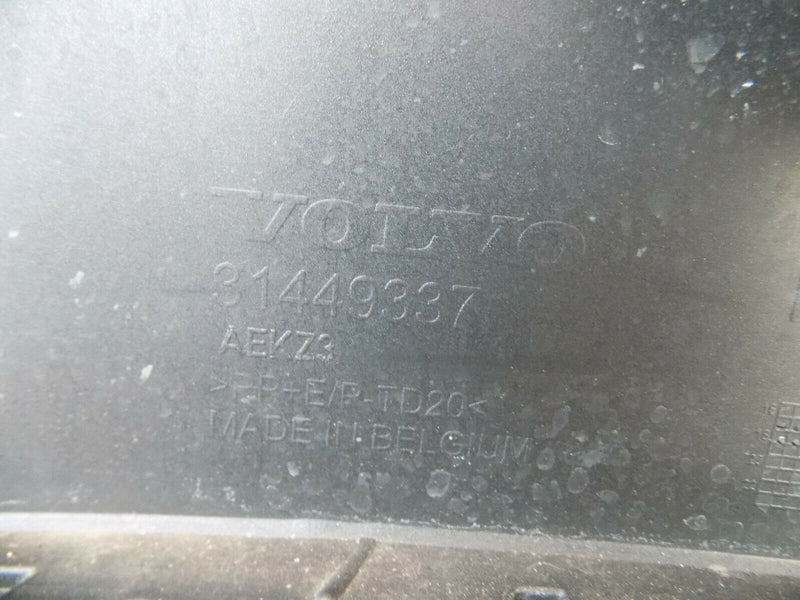 VOLVO
31449337
AEKZ3
>PP+E/P-TD20<
MADE IN BELGIUM